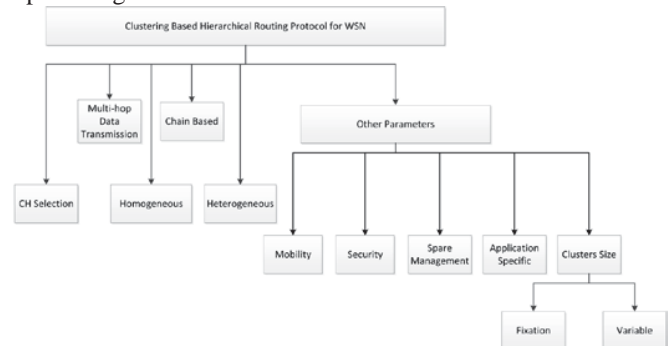 Clustering Based Hierarchical Routing Protocol for WSN
Multi-hop
Data
Transmission
Chain Based
Other Parameters
CH Selection
Homogeneous
Heterogeneous
Mobility
Security
Spare
Management
Application
Specific
Clusters Size
Fixation
Variable